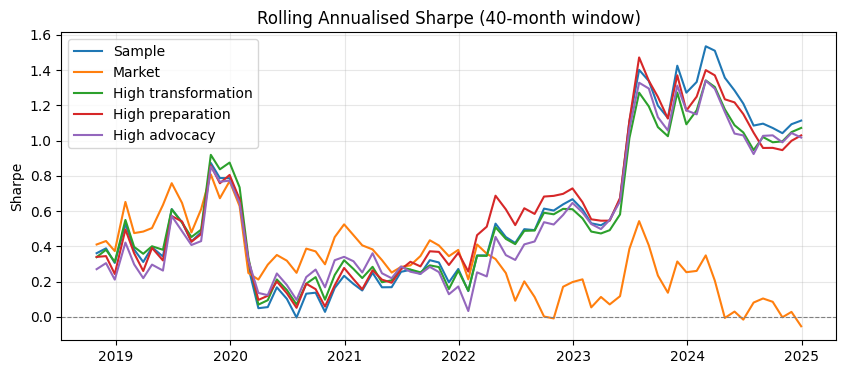 Rolling Annualised Sharpe (40-month window)
Sharpe
1.6
1.4
1.2
1.0
0.8
0.6
0.4
0.2
0.0
Sample
Market
High transformation
High preparation
High advocacy
2019
2020
2021
2022
2023
2024
2025